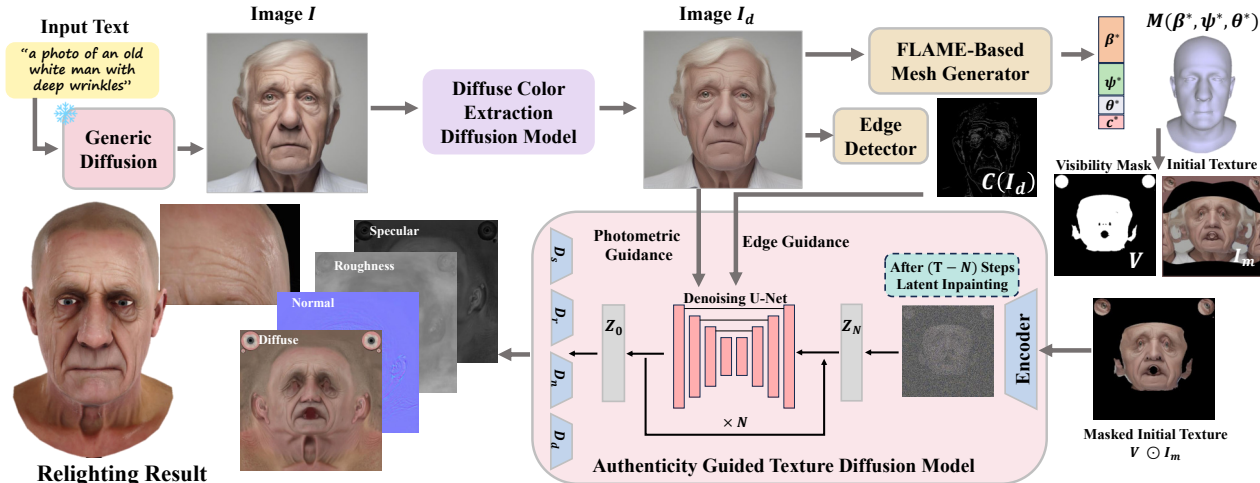 Input Text
"a photo of an old
white man with
deep wrinkles"
Generic
Diffusion
Image I
Diffuse Color
Extraction
Diffusion Model
Image I_d
FLAME-Based
Mesh Generator
Edge
Detector
C(I_d)
β*
ψ*
θ*
c*
M(β*, ψ*, θ*)
Visibility Mask
Initial Texture
V
I_m
Masked Initial Texture
V ⊙ I_m
Encoder
After (T − N) Steps
Latent Inpainting
Photometric
Guidance
Edge Guidance
Denoising U-Net
Z_N
Z_0
× N
D_s
D_r
D_n
D_d
Authenticity Guided Texture Diffusion Model
Specular
Roughness
Normal
Diffuse
Relighting Result